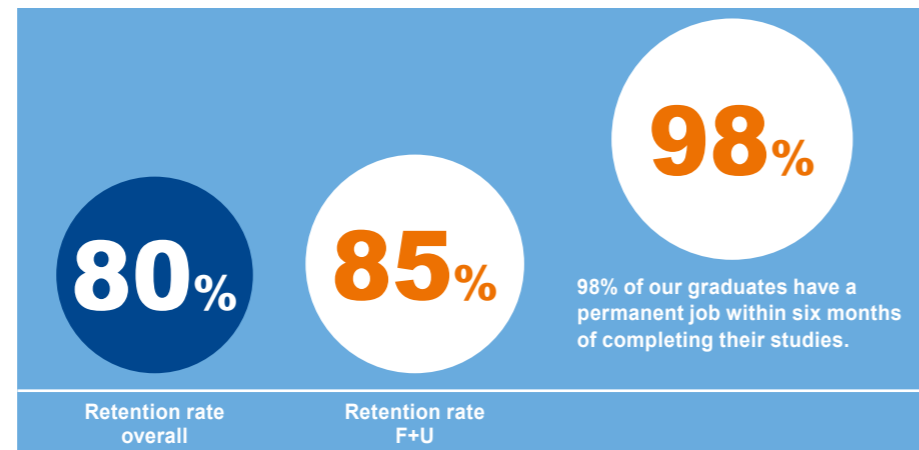 80%
Retention rate
overall
85%
Retention rate
F+U
98%
98% of our graduates have a
permanent job within six months
of completing their studies.